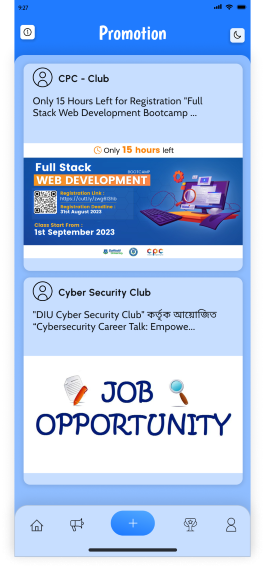 9:27
Promotion
CPC - Club
Only 15 Hours Left for Registration "Full
Stack Web Development Bootcamp ...
Only 15 hours left
Full Stack
BOOTCAMP
WEB DEVELOPMENT
Registration Link :
Registration Deadline :
31st August 2023
Class Start From :
1st September 2023
CPC
Cyber Security Club
"DIU Cyber Security Club" কর্তৃক আয়োজিত
"Cybersecurity Career Talk: Empowe...
JOB
OPPORTUNITY